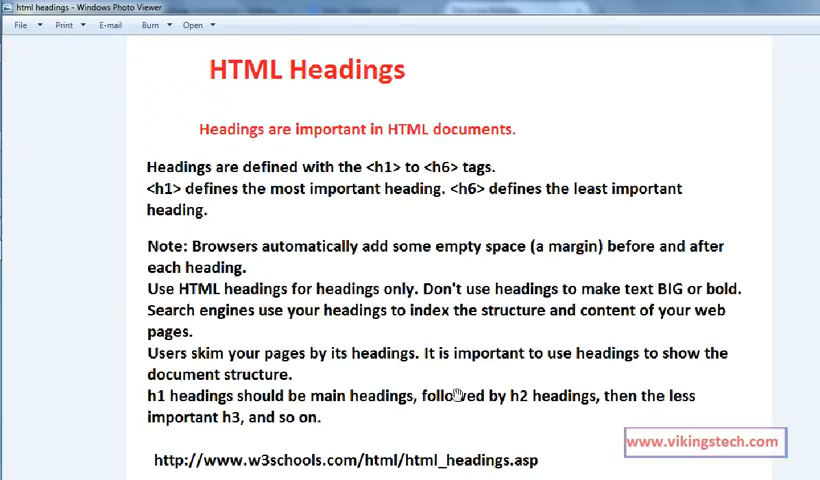 html headings - Windows Photo Viewer
File Print E-mail Burn Open
HTML Headings
Headings are important in HTML documents.
Headings are defined with the <h1> to <h6> tags.
<h1> defines the most important heading. <h6> defines the least important
heading.
Note: Browsers automatically add some empty space (a margin) before and after
each heading.
Use HTML headings for headings only. Don't use headings to make text BIG or bold.
Search engines use your headings to index the structure and content of your web
pages.
Users skim your pages by its headings. It is important to use headings to show the
document structure.
h1 headings should be main headings, followed by h2 headings, then the less
important h3, and so on.
www.vikingstech.com
http://www.w3schools.com/html/html_headings.asp